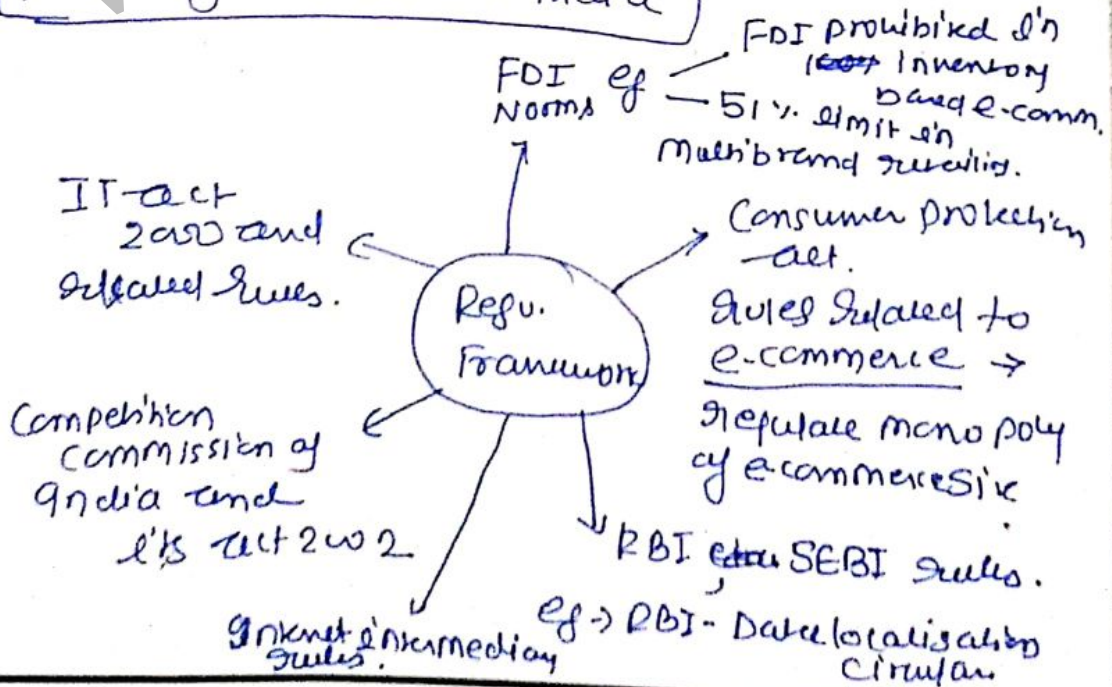 FDI eg
Norms
FDI prohibited in
Inventory
based e-comm.
51% limit in
Multibrand retailing.
IT act
2000 and
related rules.
Consumer protection
act.
rules related to
e-commerce →
regulate monopoly
of e-commerce site
Regu.
Framework
Competition
commission of
India and
its act 2002
RBI SEBI rules.
eg → RBI - Data localisation
circular.
Internet intermediary
rules.